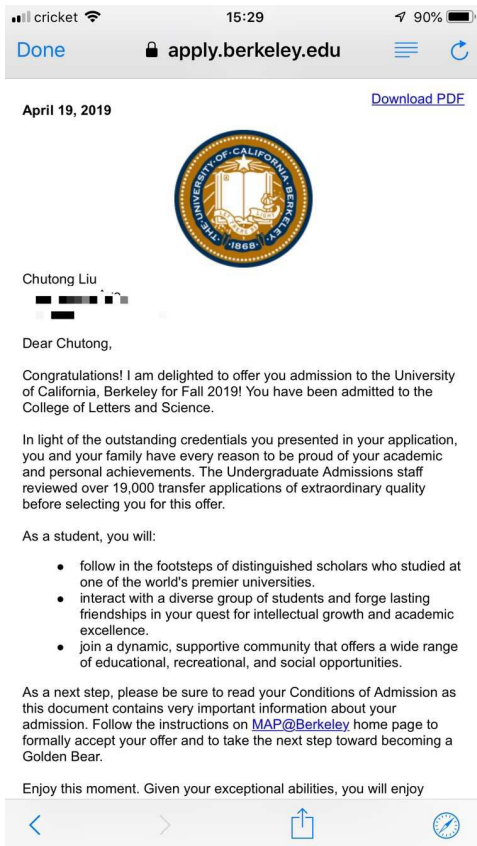 cricket 15:29 90%
Done apply.berkeley.edu
Download PDF
April 19, 2019
THE·UNIVERSITY·OF·CALIFORNIA·BERKELEY·
·1868·
Chutong Liu
Dear Chutong,
Congratulations! I am delighted to offer you admission to the University
of California, Berkeley for Fall 2019! You have been admitted to the
College of Letters and Science.
In light of the outstanding credentials you presented in your application,
you and your family have every reason to be proud of your academic
and personal achievements. The Undergraduate Admissions staff
reviewed over 19,000 transfer applications of extraordinary quality
before selecting you for this offer.
As a student, you will:
● follow in the footsteps of distinguished scholars who studied at
one of the world's premier universities.
● interact with a diverse group of students and forge lasting
friendships in your quest for intellectual growth and academic
excellence.
● join a dynamic, supportive community that offers a wide range
of educational, recreational, and social opportunities.
As a next step, please be sure to read your Conditions of Admission as
this document contains very important information about your
admission. Follow the instructions on MAP@Berkeley home page to
formally accept your offer and to take the next step toward becoming a
Golden Bear.
Enjoy this moment. Given your exceptional abilities, you will enjoy